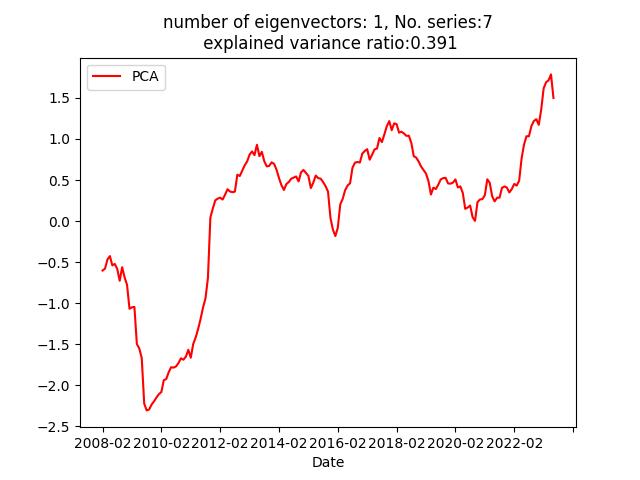 number of eigenvectors: 1, No. series:7
explained variance ratio:0.391
PCA
1.5
1.0
0.5
0.0
−0.5
−1.0
−1.5
−2.0
−2.5
2008-02 2010-02 2012-02 2014-02 2016-02 2018-02 2020-02 2022-02
Date